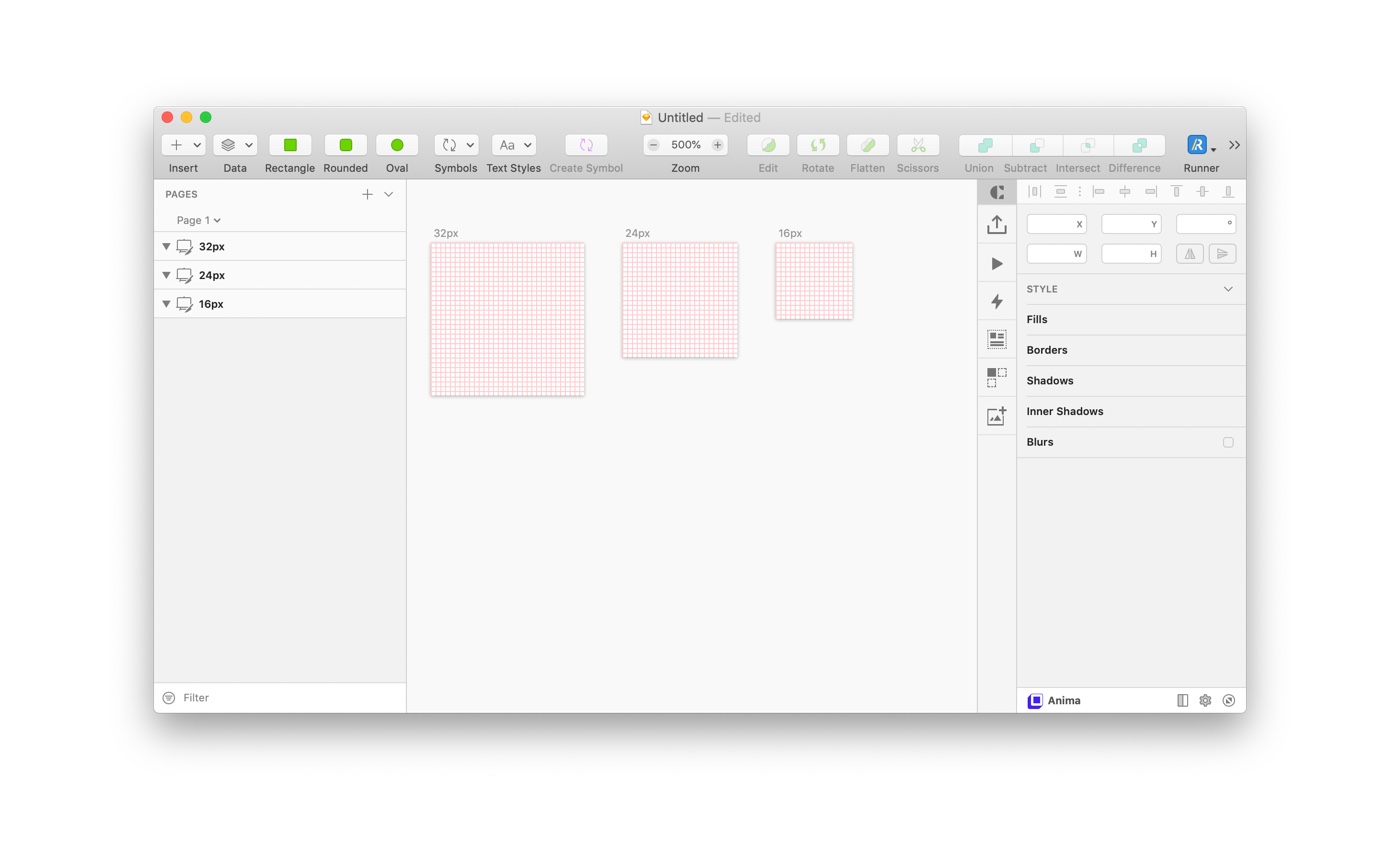 Untitled — Edited
500%
Aa
Insert Data Rectangle Rounded Oval Symbols Text Styles Create Symbol Zoom Edit Rotate Flatten Scissors Union Subtract Intersect Difference Runner
PAGES
Page 1
32px
24px
16px
Filter
32px 24px 16px
X Y °
W H
STYLE
Fills
Borders
Shadows
Inner Shadows
Blurs
Anima